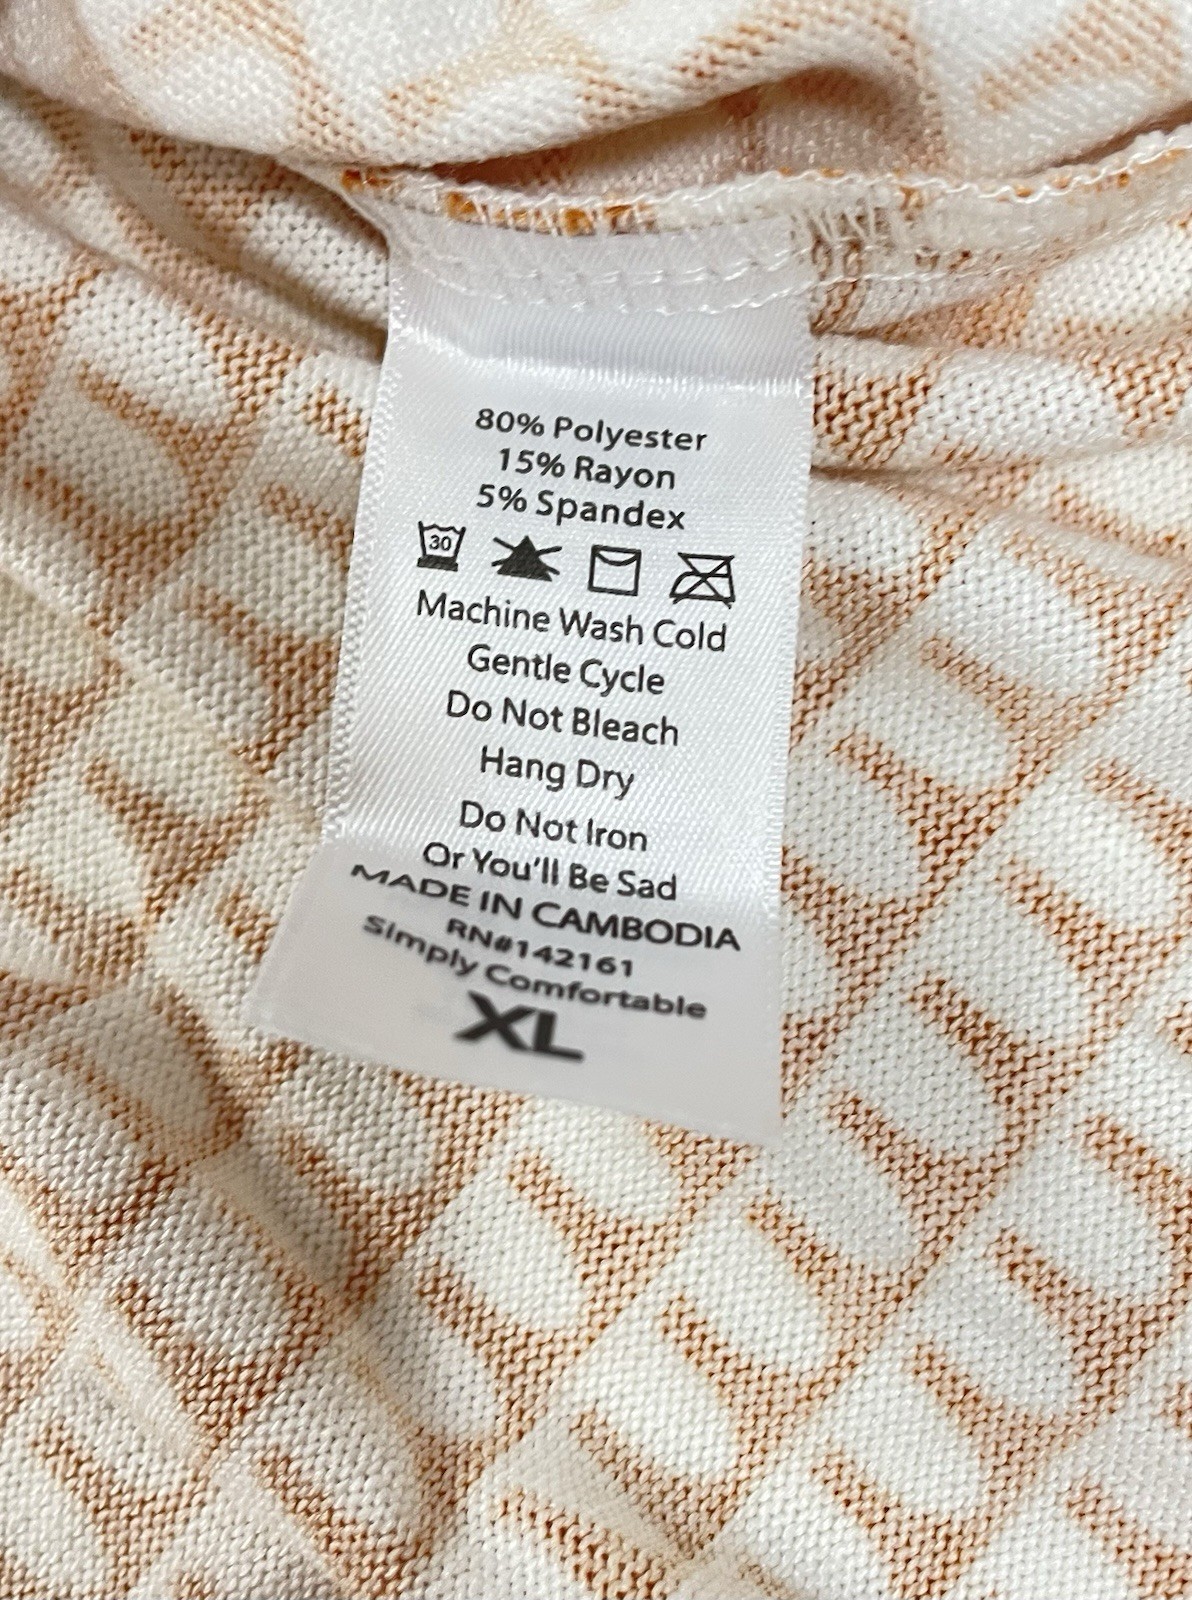 80% Polyester
15% Rayon
5% Spandex
30
Machine Wash Cold
Gentle Cycle
Do Not Bleach
Hang Dry
Do Not Iron
Or You'll Be Sad
MADE IN CAMBODIA
RN#142161
Simply Comfortable
XL